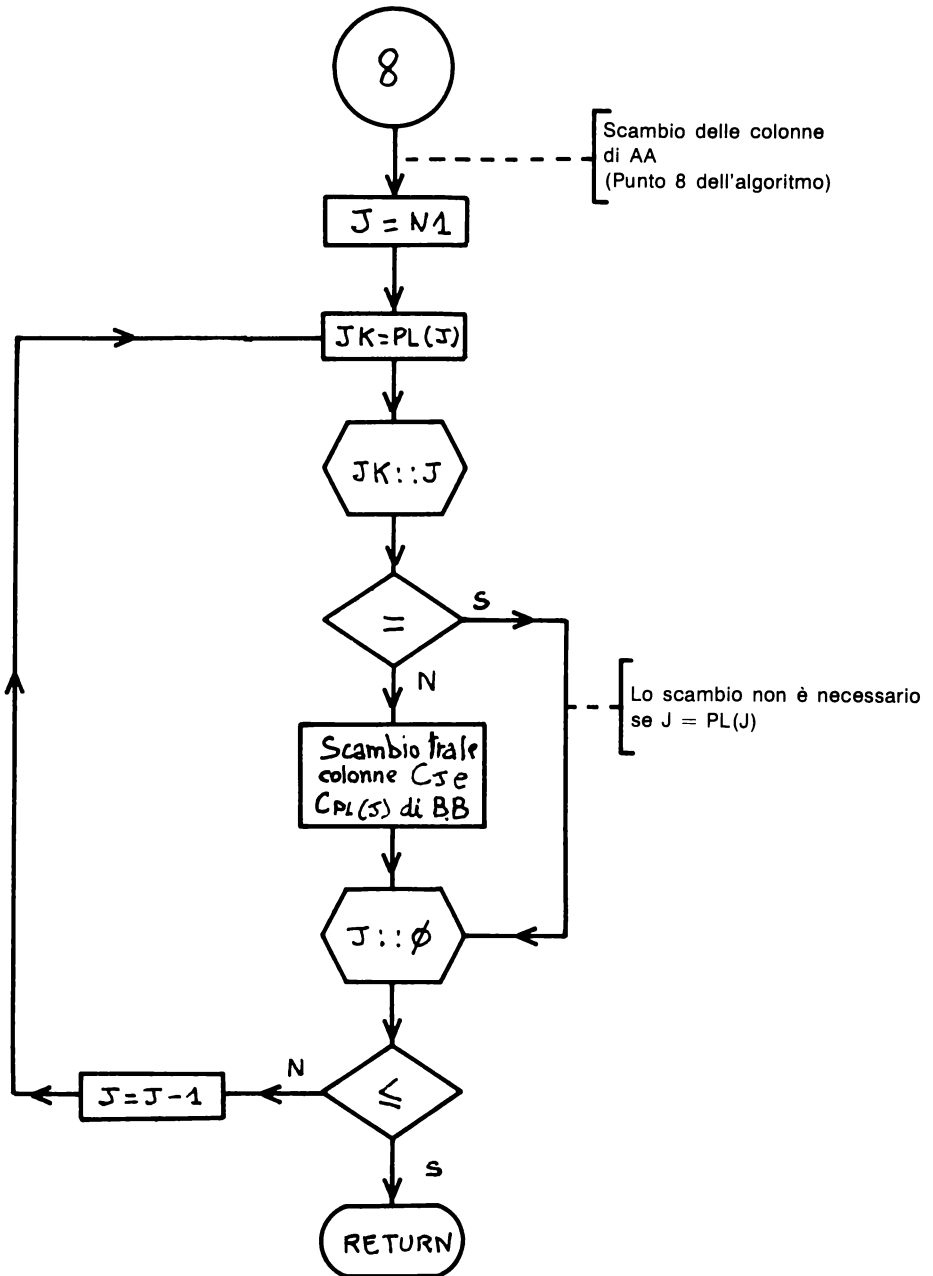 8
Scambio delle colonne
di AA
(Punto 8 dell'algoritmo)
J = N1
JK=PL(J)
JK::J
=
S
N
Lo scambio non è necessario
se J = PL(J)
Scambio tra le
colonne CJ e
CPL(J) di BB
J::ø
≤
N
J=J-1
S
RETURN